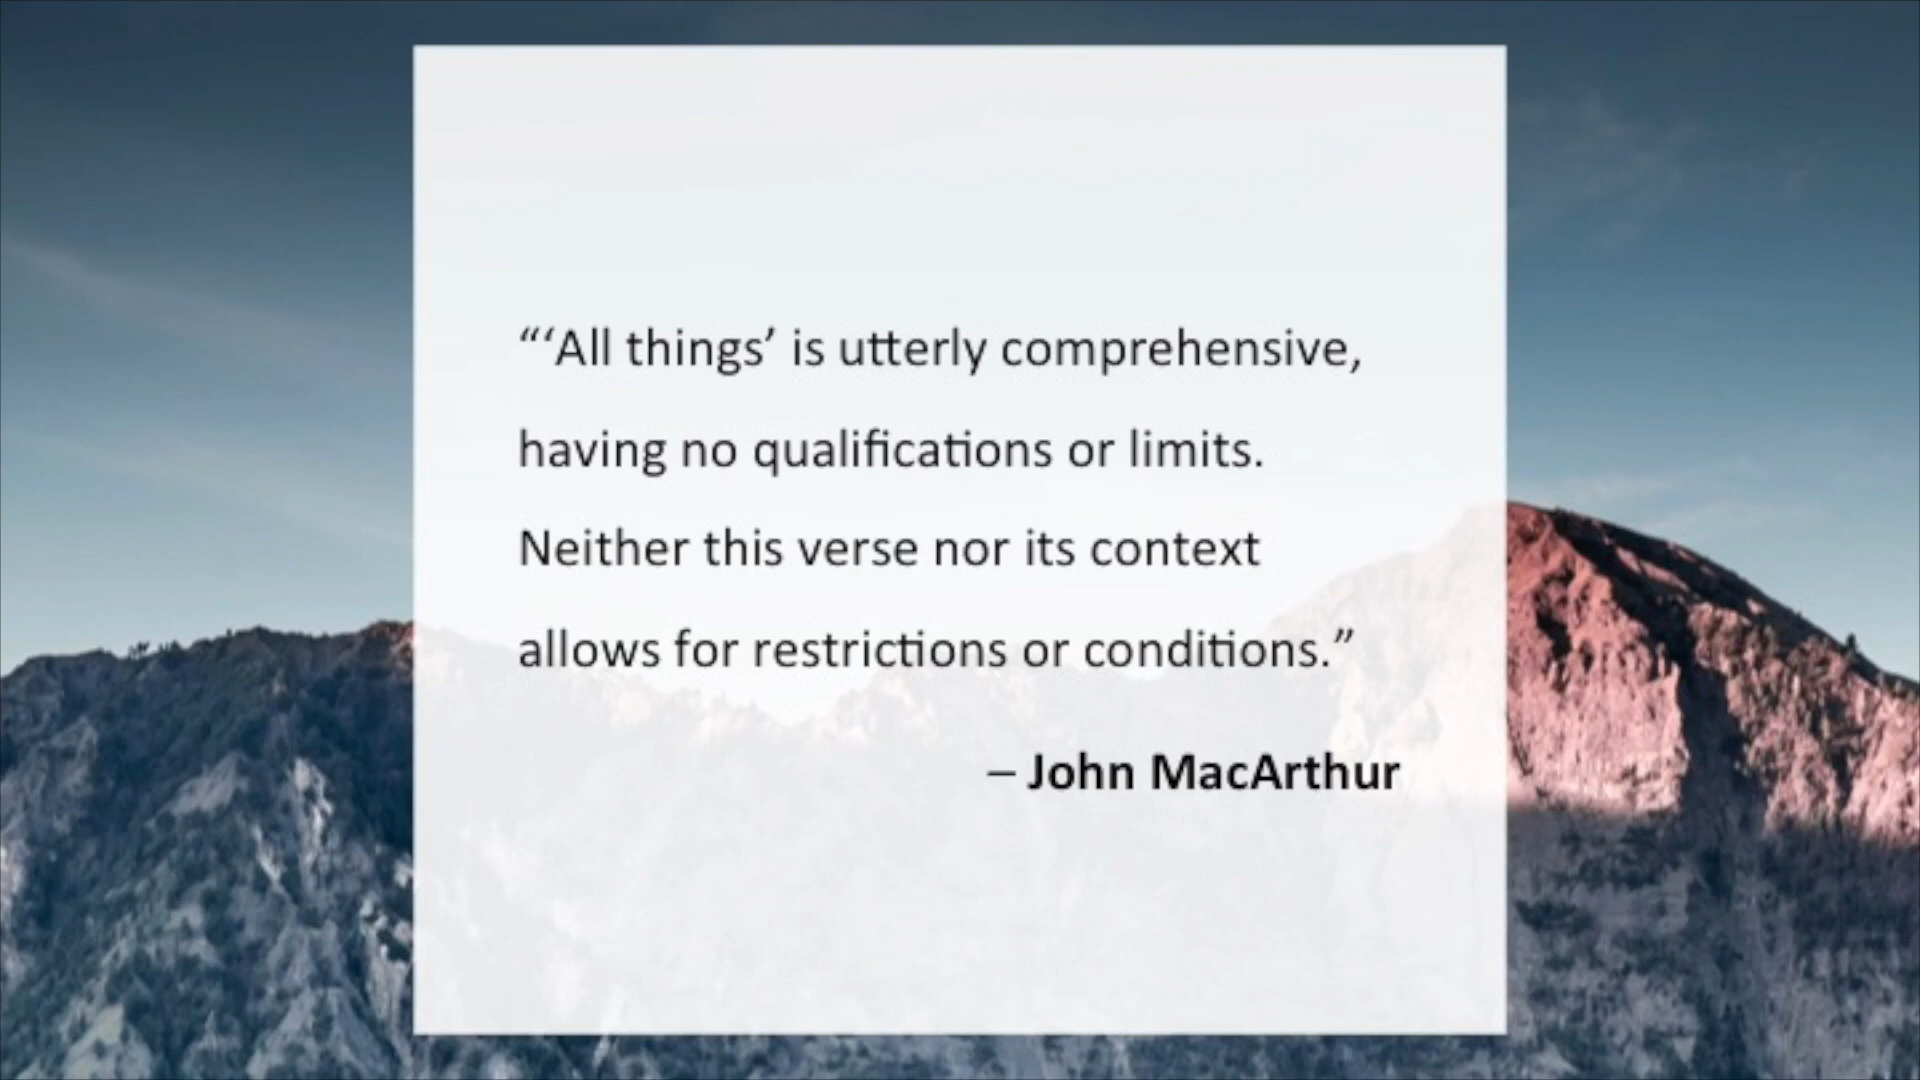 “‘All things’ is utterly comprehensive,
having no qualifications or limits.
Neither this verse nor its context
allows for restrictions or conditions.”
– John MacArthur